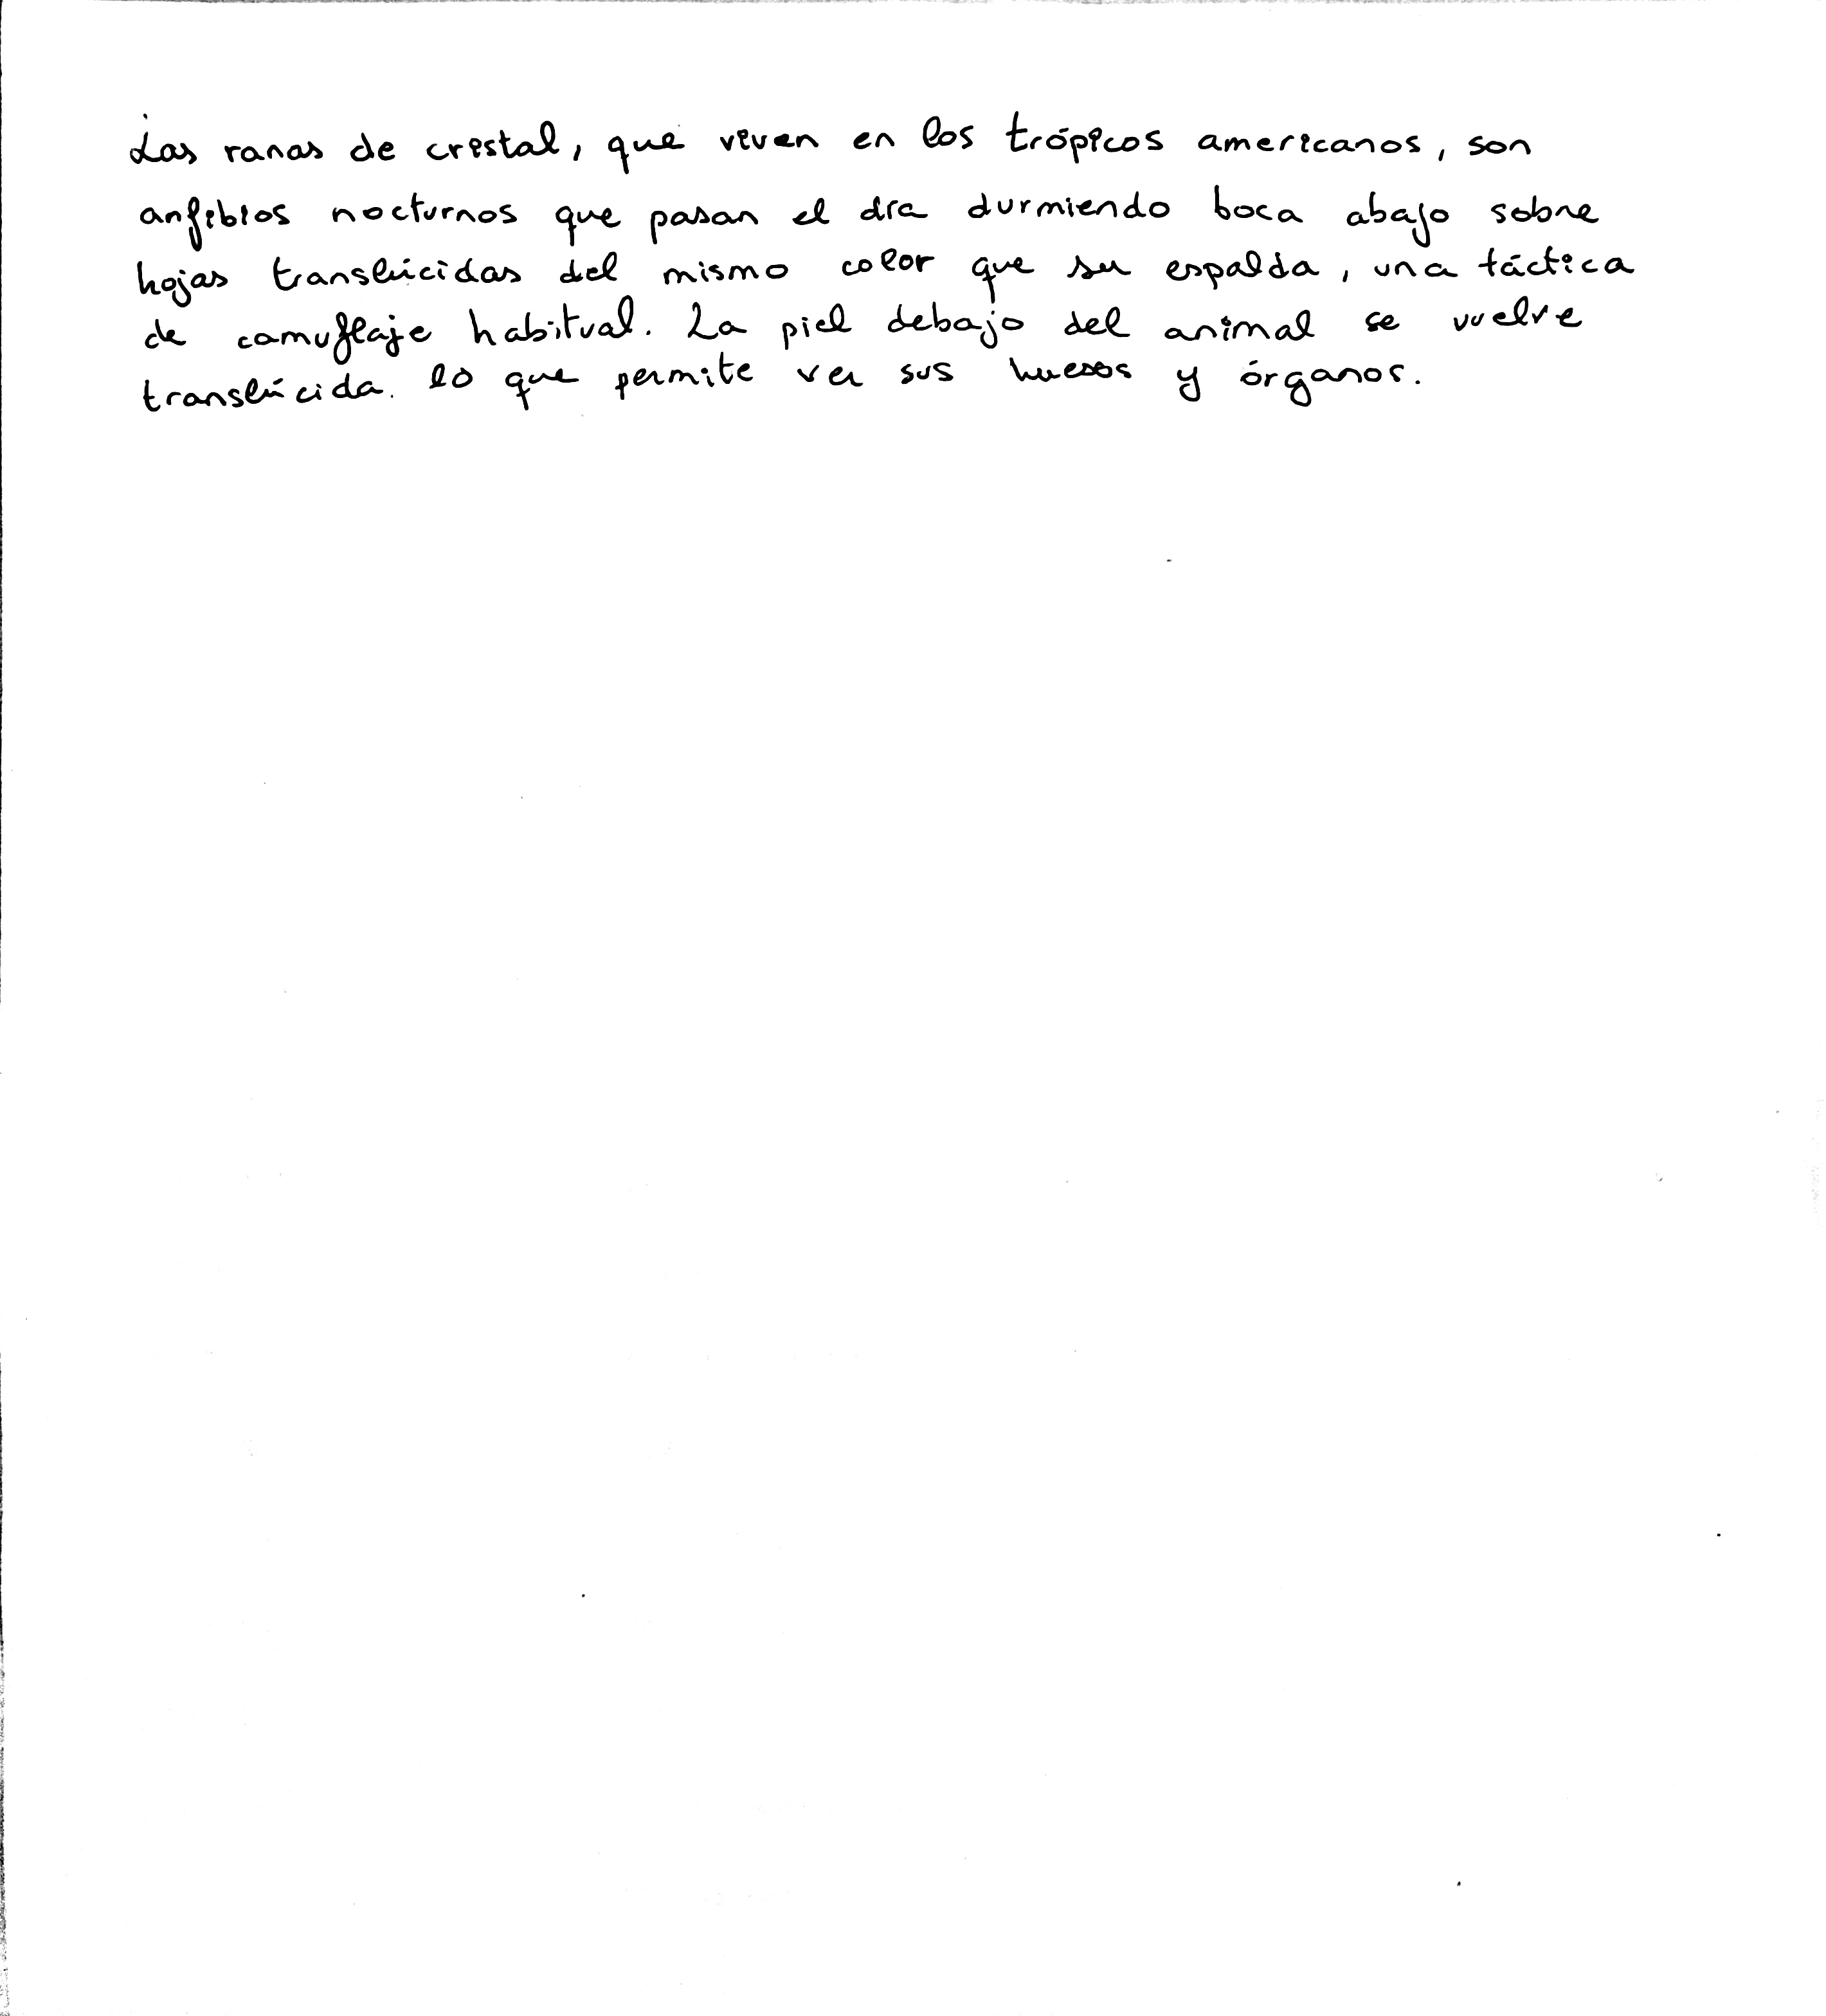 Las ranas de cristal, que viven en los trópicos americanos, son
anfibios nocturnos que pasan el día durmiendo boca abajo sobre
hojas translúcidas del mismo color que su espalda, una táctica
de camuflaje habitual. La piel debajo del animal se vuelve
translúcida. lo que permite ver sus huesos y órganos.